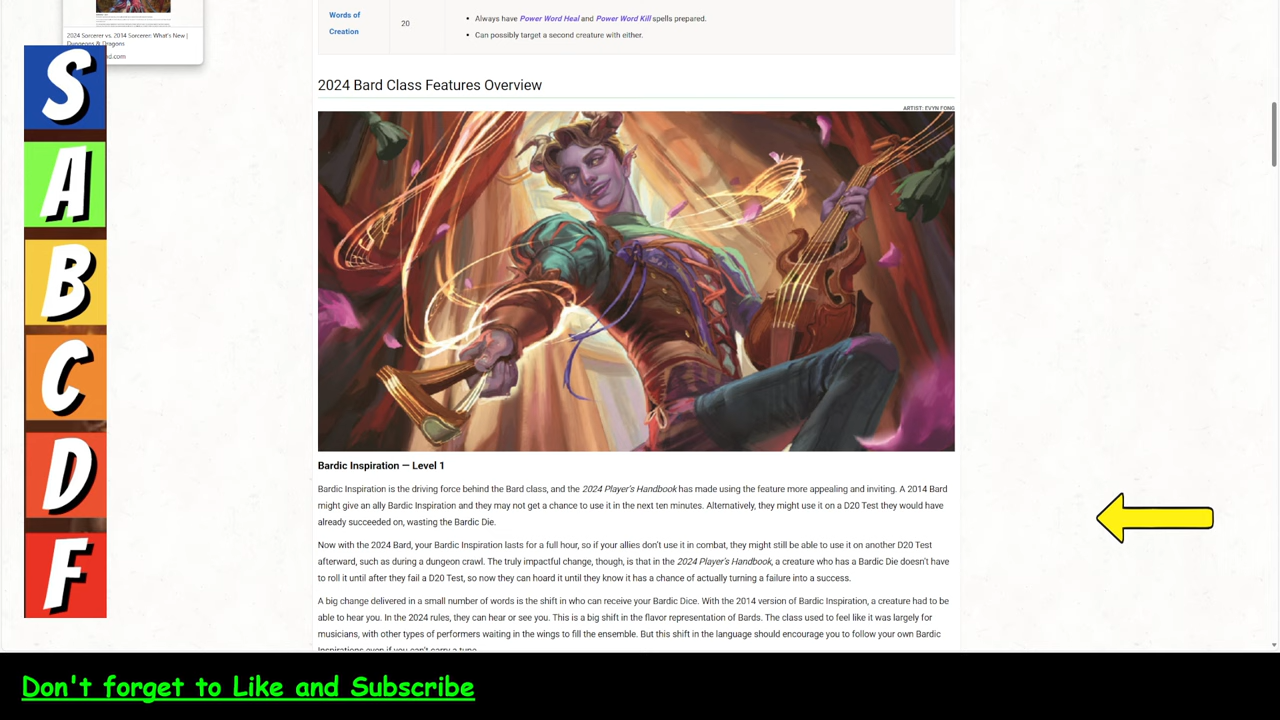 2024 Sorcerer vs. 2014 Sorcerer: What's New |
Dungeons & Dragons
Words of
Creation
20
Always have Power Word Heal and Power Word Kill spells prepared.
Can possibly target a second creature with either.
2024 Bard Class Features Overview
ARTIST: EVYN FONG
S
A
B
C
D
F
Bardic Inspiration — Level 1
Bardic Inspiration is the driving force behind the Bard class, and the 2024 Player's Handbook has made using the feature more appealing and inviting. A 2014 Bard
might give an ally Bardic Inspiration and they may not get a chance to use it in the next ten minutes. Alternatively, they might use it on a D20 Test they would have
already succeeded on, wasting the Bardic Die.
Now with the 2024 Bard, your Bardic Inspiration lasts for a full hour, so if your allies don't use it in combat, they might still be able to use it on another D20 Test
afterward, such as during a dungeon crawl. The truly impactful change, though, is that in the 2024 Player's Handbook, a creature who has a Bardic Die doesn't have
to roll it until after they fail a D20 Test, so now they can hoard it until they know it has a chance of actually turning a failure into a success.
A big change delivered in a small number of words is the shift in who can receive your Bardic Dice. With the 2014 version of Bardic Inspiration, a creature had to be
able to hear you. In the 2024 rules, they can hear or see you. This is a big shift in the flavor representation of Bards. The class used to feel like it was largely for
musicians, with other types of performers waiting in the wings to fill the ensemble. But this shift in the language should encourage you to follow your own Bardic
Inspirations even if you can't carry a tune.
Don't forget to Like and Subscribe